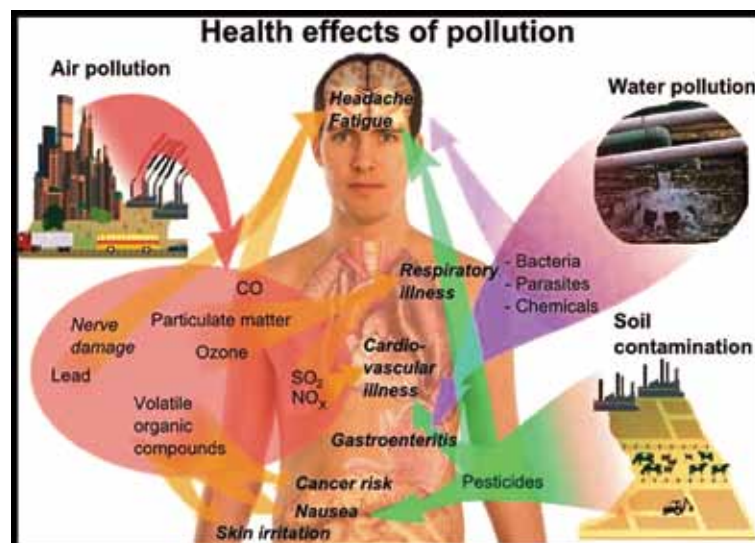 Health effects of pollution
Air pollution
Headache
Fatigue
Water pollution
CO
Respiratory
illness
- Bacteria
- Parasites
- Chemicals
Nerve
damage
Particulate matter
Ozone
Lead
SO₂
NOₓ
Cardio-
vascular
illness
Soil
contamination
Volatile
organic
compounds
Gastroenteritis
Pesticides
Cancer risk
Nausea
Skin irritation